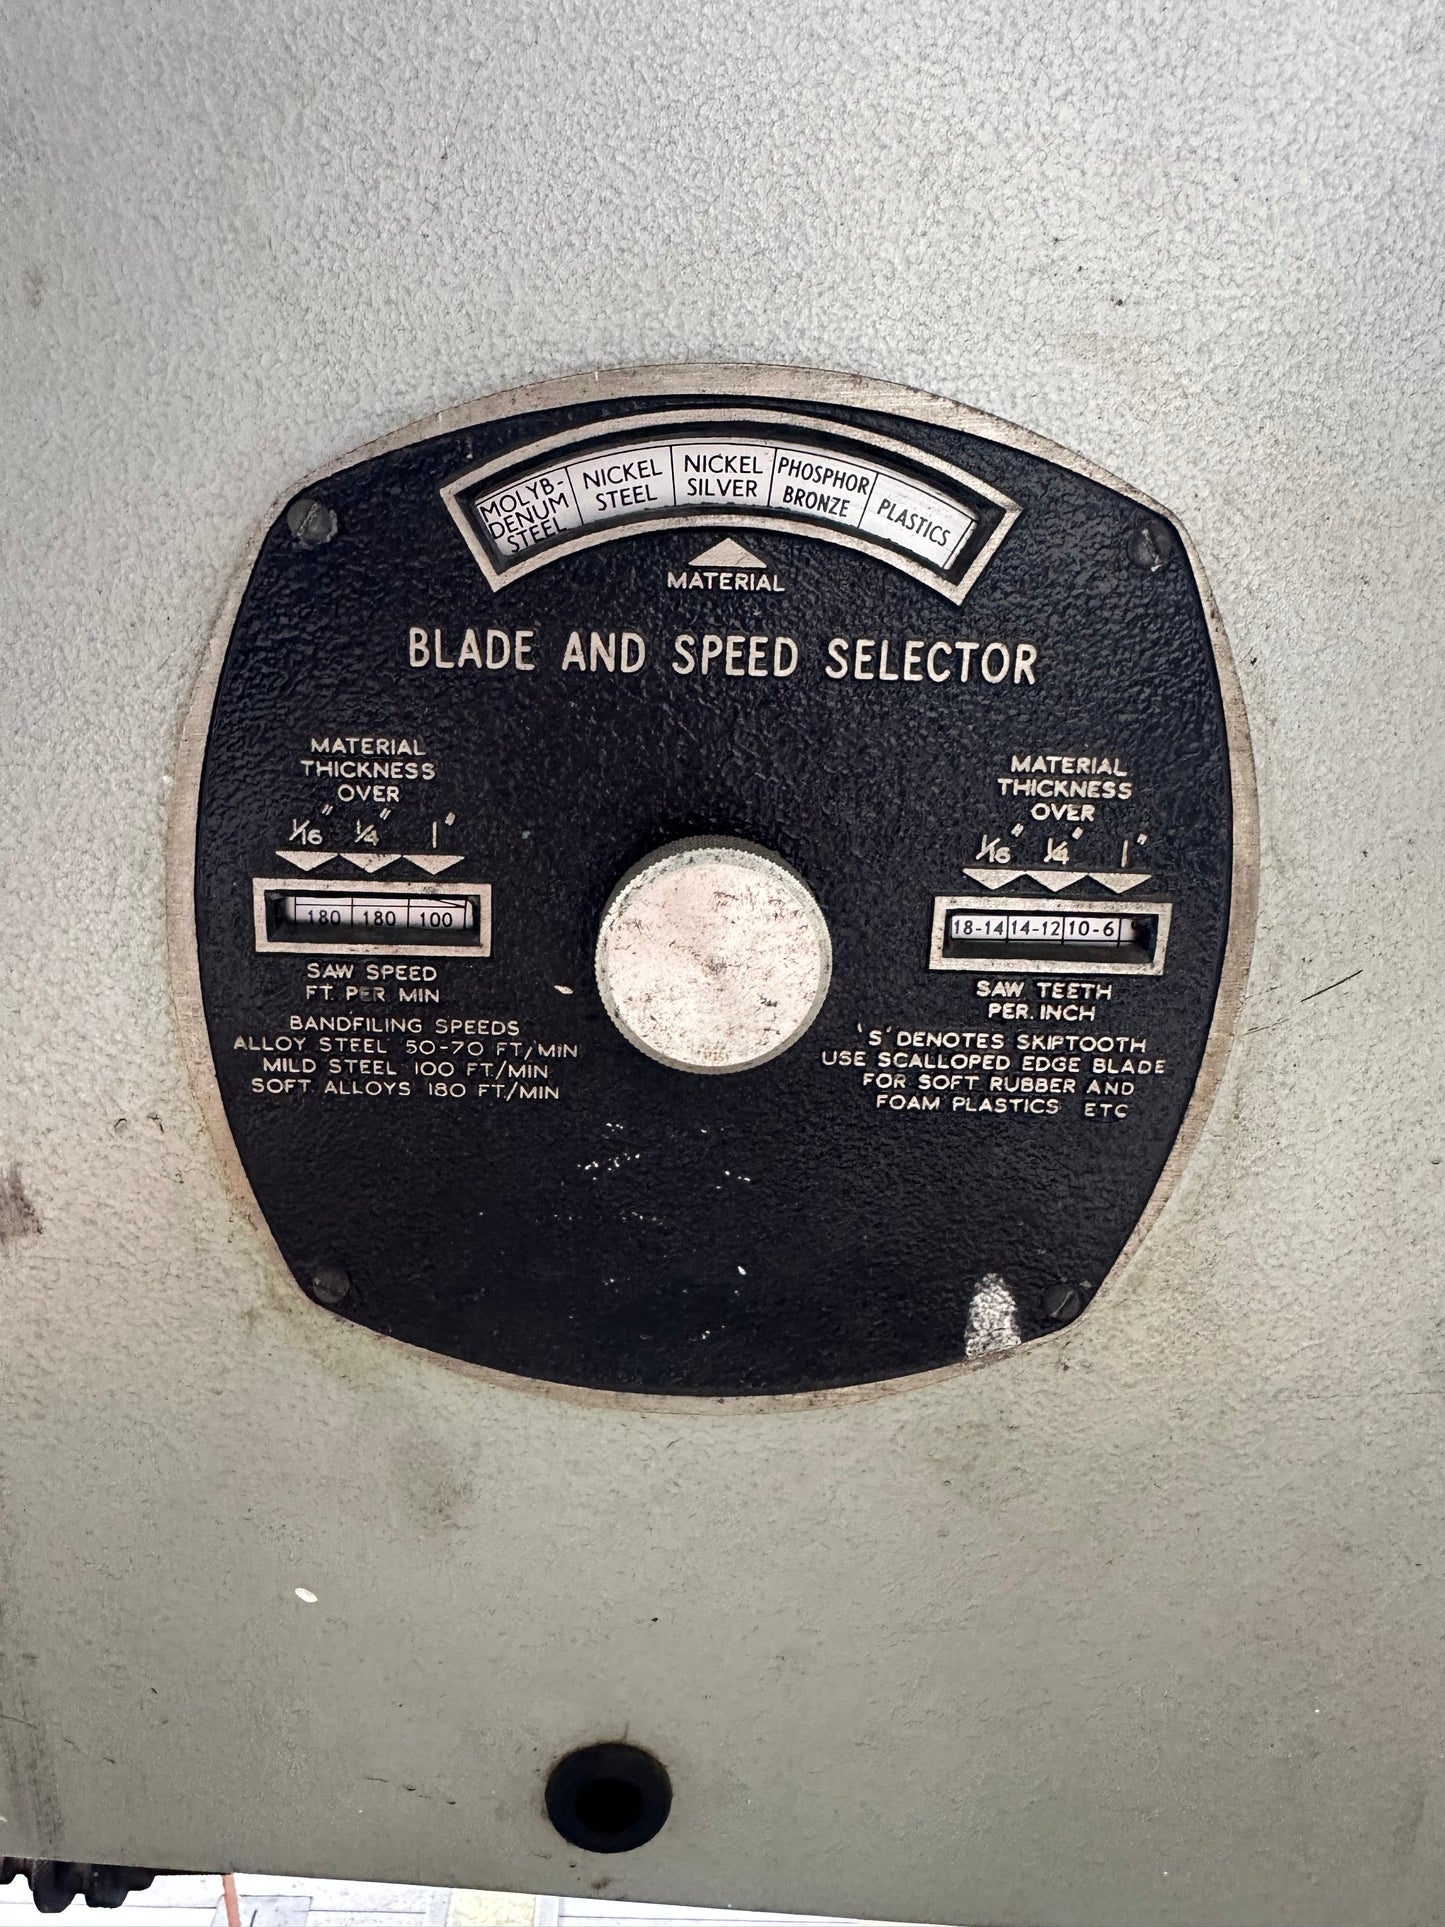 MOLYB-
DENUM
STEEL
NICKEL
STEEL
NICKEL
SILVER
PHOSPHOR
BRONZE
PLASTICS
MATERIAL
BLADE AND SPEED SELECTOR
MATERIAL
THICKNESS
OVER
1/16" 1/4" 1"
180 180 100
SAW SPEED
FT. PER MIN
BANDFILING SPEEDS
ALLOY STEEL 50-70 FT/MIN
MILD STEEL 100 FT./MIN
SOFT. ALLOYS 180 FT./MIN
MATERIAL
THICKNESS
OVER
1/16" 1/4" 1"
18-14 14-12 10-6
SAW TEETH
PER. INCH
'S' DENOTES SKIPTOOTH
USE SCALLOPED EDGE BLADE
FOR SOFT RUBBER AND
FOAM PLASTICS ETC